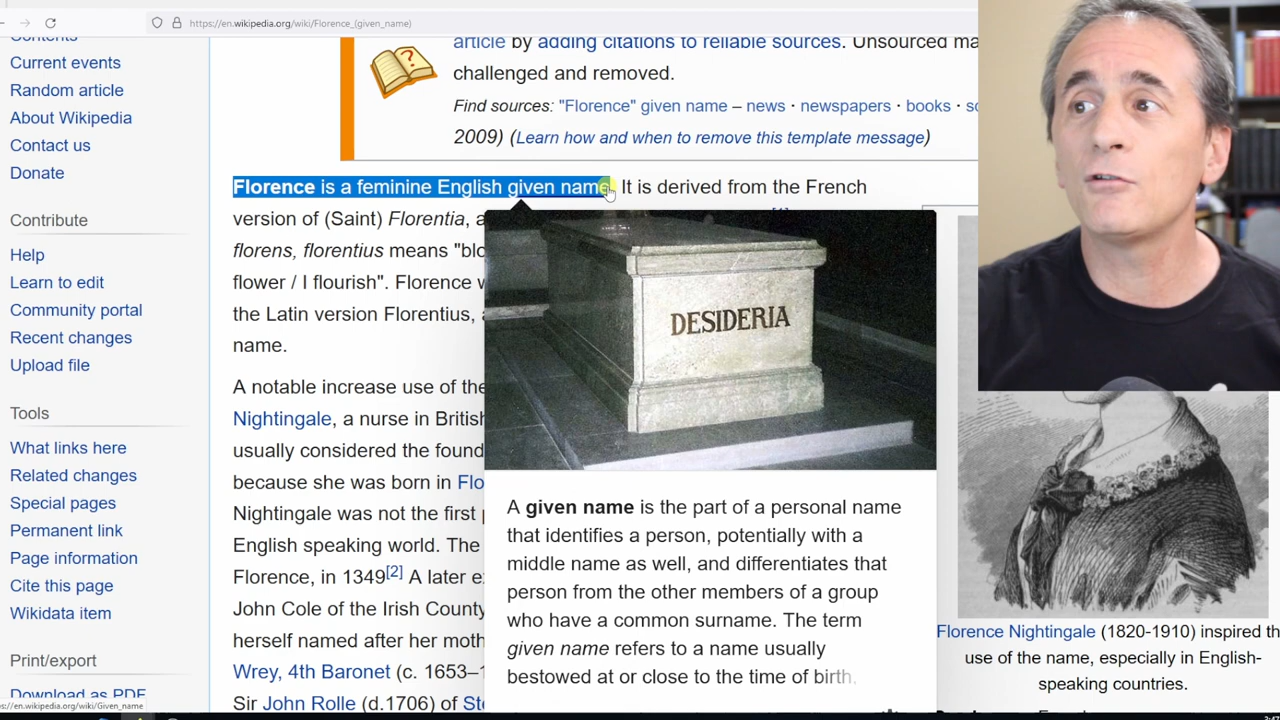 https://en.wikipedia.org/wiki/Florence_(given_name)
Contents
Current events
Random article
About Wikipedia
Contact us
Donate
Contribute
Help
Learn to edit
Community portal
Recent changes
Upload file
Tools
What links here
Related changes
Special pages
Permanent link
Page information
Cite this page
Wikidata item
Print/export
Download as PDF
article by adding citations to reliable sources. Unsourced
challenged and removed.
Find sources: "Florence" given name – news · newspapers · books ·
2009) (Learn how and when to remove this template message)
Florence is a feminine English given name. It is derived from the French
version of (Saint) Florentia,
florens, florentius means
flower / I flourish". Florence
the Latin version Florentius,
name.
A notable increase use of the
Nightingale, a nurse in British
usually considered the
because she was born in
Nightingale was not the first
English speaking world. The
Florence, in 1349[2] A later
John Cole of the Irish County
herself named after her
Wrey, 4th Baronet (c. 1653–
Sir John Rolle (d.1706) of
DESIDERIA
A given name is the part of a personal name
that identifies a person, potentially with a
middle name as well, and differentiates that
person from the other members of a group
who have a common surname. The term
given name refers to a name usually
bestowed at or close to the time of birth,
Florence Nightingale (1820-1910) inspired
use of the name, especially in English-
speaking countries.
s://en.wikipedia.org/wiki/Given_name